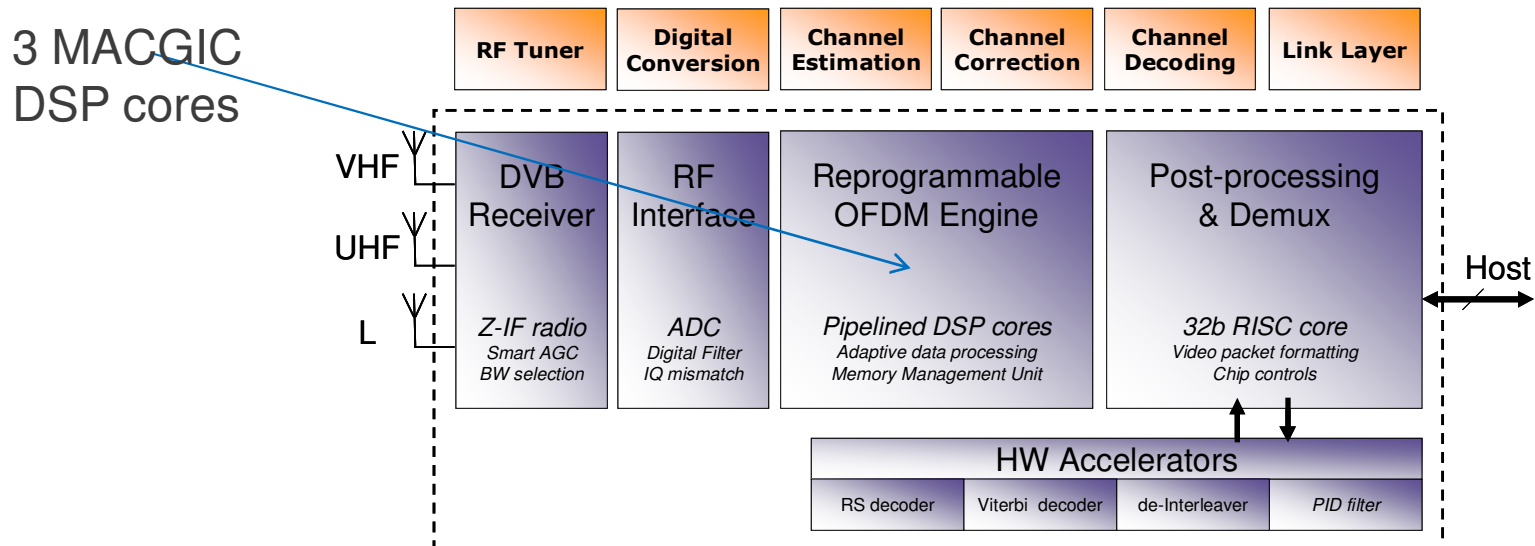 3 MACGIC
DSP cores
RF Tuner
Digital
Conversion
Channel
Estimation
Channel
Correction
Channel
Decoding
Link Layer
VHF
UHF
L
DVB
Receiver
Z-IF radio
Smart AGC
BW selection
RF
Interface
ADC
Digital Filter
IQ mismatch
Reprogrammable
OFDM Engine
Pipelined DSP cores
Adaptive data processing
Memory Management Unit
Post-processing
& Demux
32b RISC core
Video packet formatting
Chip controls
Host
HW Accelerators
RS decoder
Viterbi decoder
de-Interleaver
PID filter